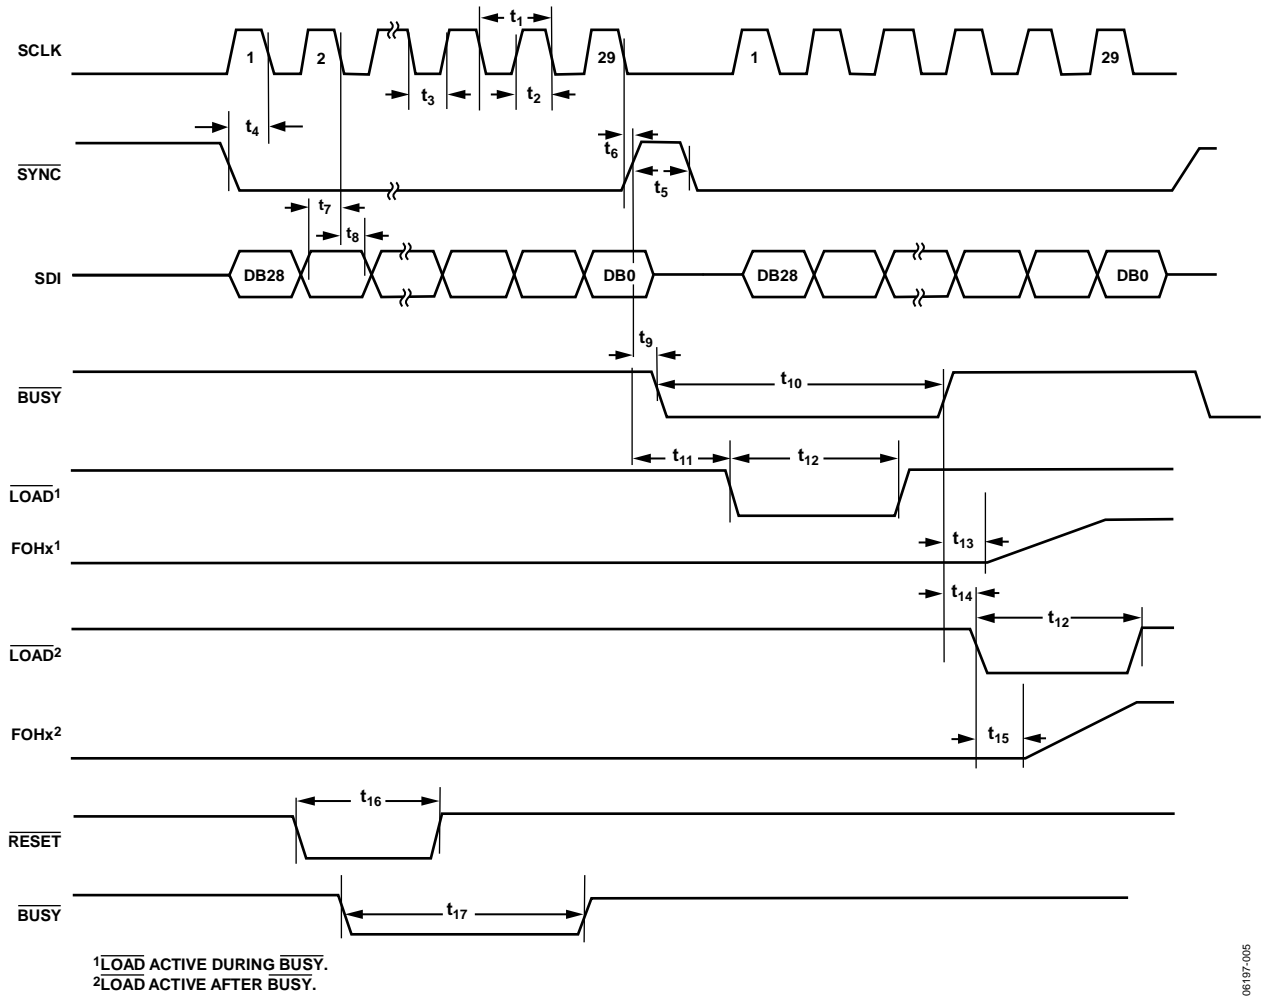 t1
SCLK 1 2 29 1 29
t3 t2
t4
t6
SYNC
t5
t7
t8
SDI DB28 DB0 DB28 DB0
t9
t10
BUSY
t11 t12
LOAD1
t13
FOHx1
t14
t12
LOAD2
t15
FOHx2
t16
RESET
t17
BUSY
1LOAD ACTIVE DURING BUSY.
2LOAD ACTIVE AFTER BUSY.
06197-005